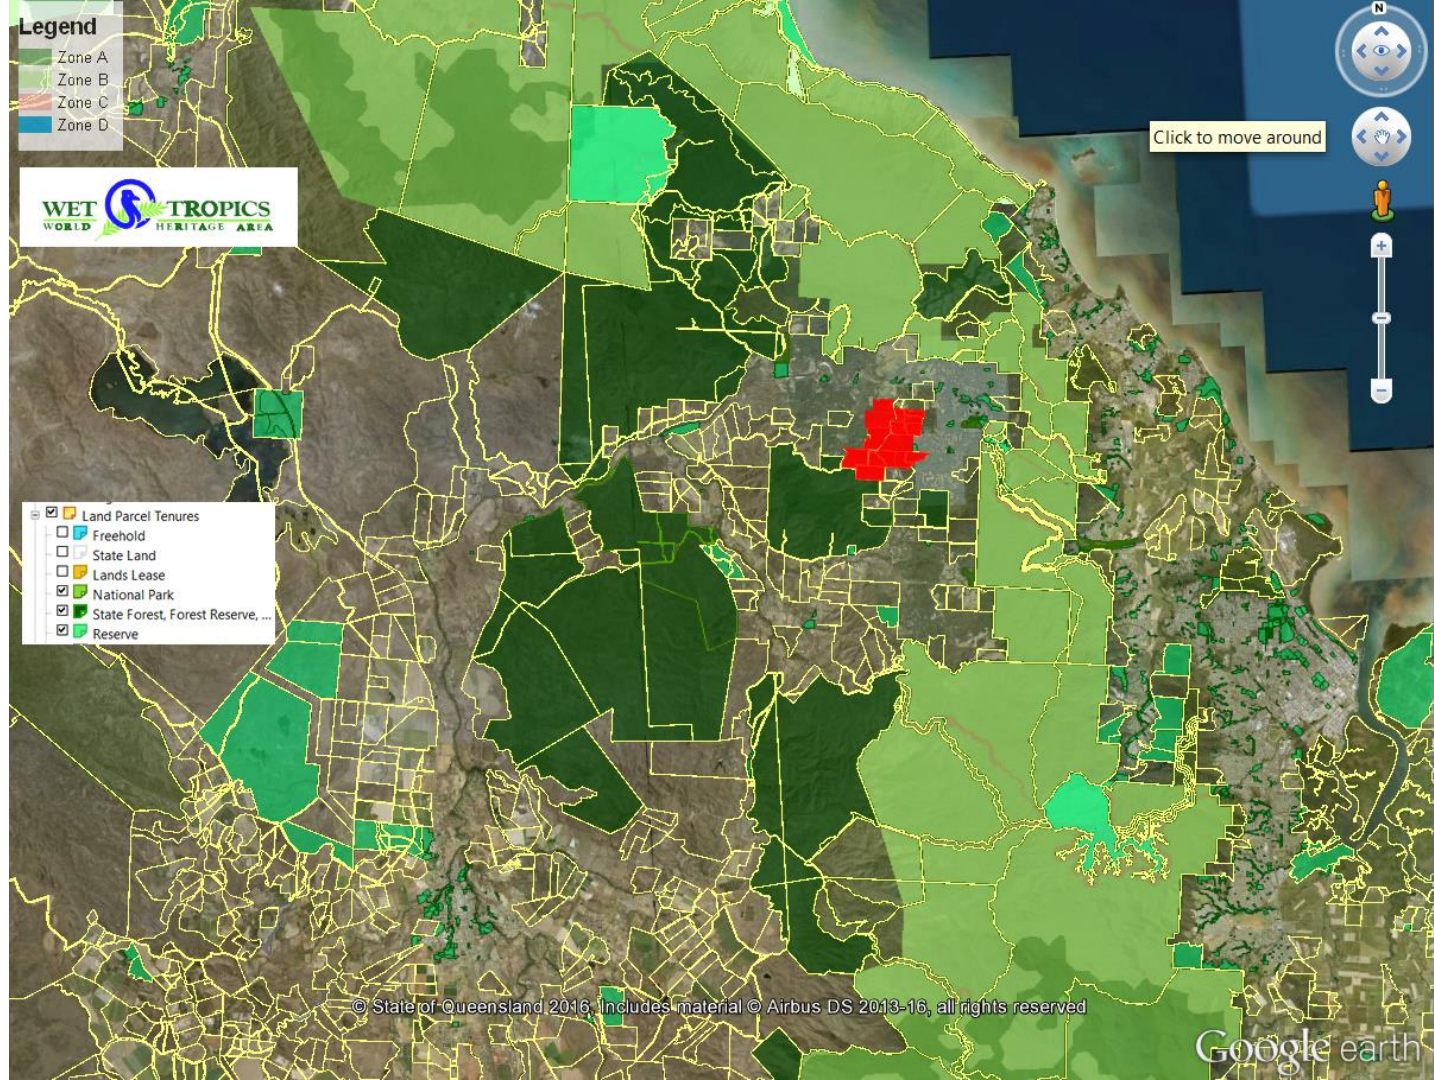 Legend
Zone A
Zone B
Zone C
Zone D
WET TROPICS
WORLD HERITAGE AREA
N
Click to move around
Land Parcel Tenures
Freehold
State Land
Lands Lease
National Park
State Forest, Forest Reserve, ...
Reserve
© State of Queensland 2016, Includes material © Airbus DS 2013-16, all rights reserved
Google earth